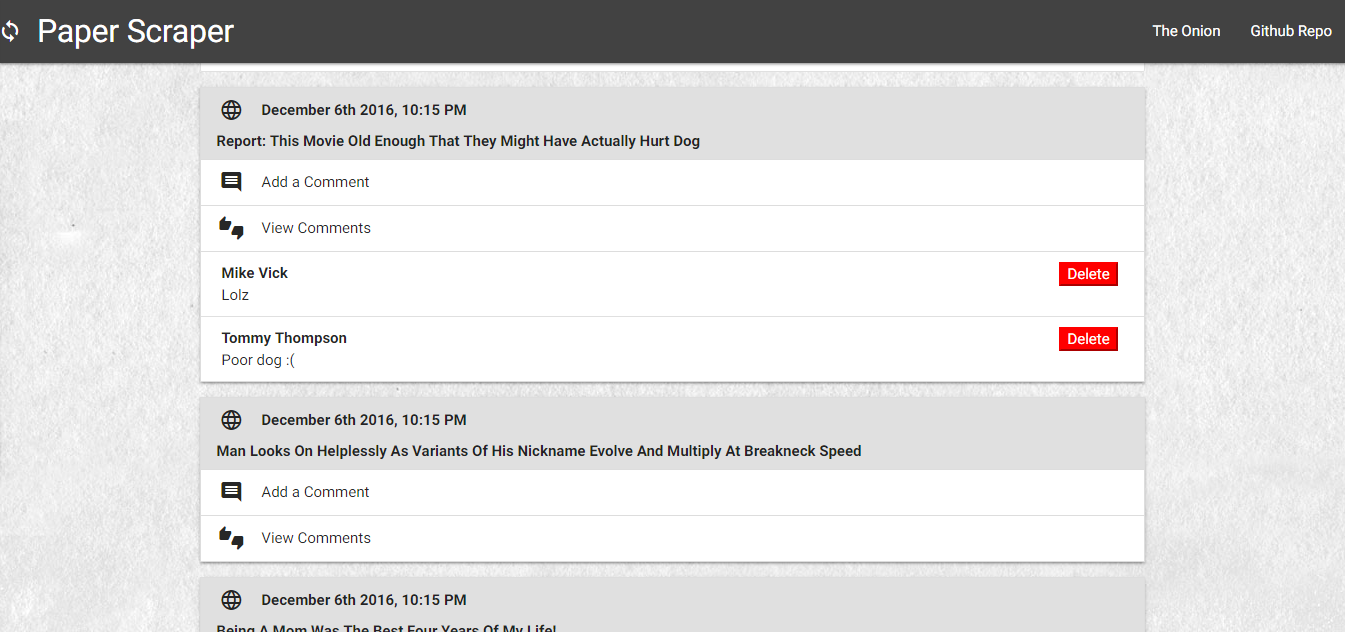 Paper Scraper
The Onion
Github Repo
December 6th 2016, 10:15 PM
Report: This Movie Old Enough That They Might Have Actually Hurt Dog
Add a Comment
View Comments
Mike Vick
Delete
Lolz
Tommy Thompson
Delete
Poor dog :(
December 6th 2016, 10:15 PM
Man Looks On Helplessly As Variants Of His Nickname Evolve And Multiply At Breakneck Speed
Add a Comment
View Comments
December 6th 2016, 10:15 PM
Being A Mom Was The Best Four Years Of My Life!